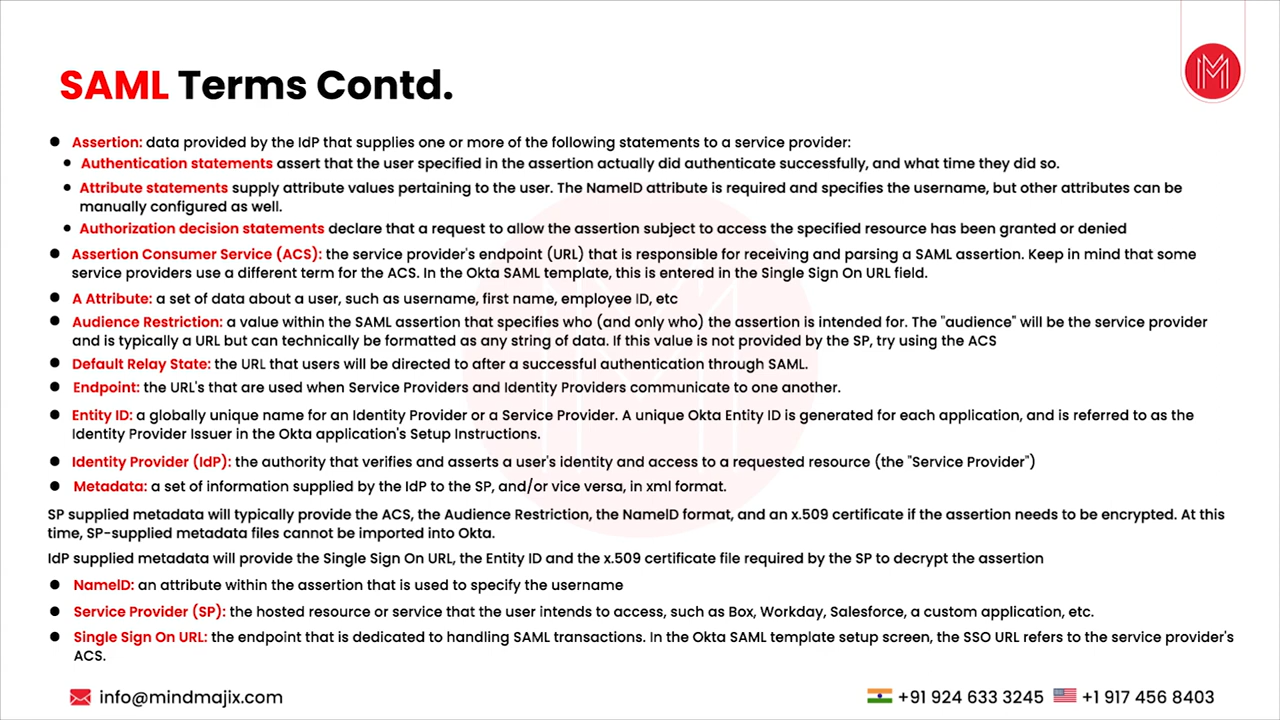 SAML Terms Contd.
● Assertion: data provided by the IdP that supplies one or more of the following statements to a service provider:
● Authentication statements assert that the user specified in the assertion actually did authenticate successfully, and what time they did so.
● Attribute statements supply attribute values pertaining to the user. The NameID attribute is required and specifies the username, but other attributes can be
manually configured as well.
● Authorization decision statements declare that a request to allow the assertion subject to access the specified resource has been granted or denied
● Assertion Consumer Service (ACS): the service provider's endpoint (URL) that is responsible for receiving and parsing a SAML assertion. Keep in mind that some
service providers use a different term for the ACS. In the Okta SAML template, this is entered in the Single Sign On URL field.
● A Attribute: a set of data about a user, such as username, first name, employee ID, etc
● Audience Restriction: a value within the SAML assertion that specifies who (and only who) the assertion is intended for. The "audience" will be the service provider
and is typically a URL but can technically be formatted as any string of data. If this value is not provided by the SP, try using the ACS
● Default Relay State: the URL that users will be directed to after a successful authentication through SAML.
● Endpoint: the URL's that are used when Service Providers and Identity Providers communicate to one another.
● Entity ID: a globally unique name for an Identity Provider or a Service Provider. A unique Okta Entity ID is generated for each application, and is referred to as the
Identity Provider Issuer in the Okta application's Setup Instructions.
● Identity Provider (IdP): the authority that verifies and asserts a user's identity and access to a requested resource (the "Service Provider")
● Metadata: a set of information supplied by the IdP to the SP, and/or vice versa, in xml format.
SP supplied metadata will typically provide the ACS, the Audience Restriction, the NameID format, and an x.509 certificate if the assertion needs to be encrypted. At this
time, SP-supplied metadata files cannot be imported into Okta.
IdP supplied metadata will provide the Single Sign On URL, the Entity ID and the x.509 certificate file required by the SP to decrypt the assertion
● NameID: an attribute within the assertion that is used to specify the username
● Service Provider (SP): the hosted resource or service that the user intends to access, such as Box, Workday, Salesforce, a custom application, etc.
● Single Sign On URL: the endpoint that is dedicated to handling SAML transactions. In the Okta SAML template setup screen, the SSO URL refers to the service provider's
ACS.
info@mindmajix.com
+91 924 633 3245
+1 917 456 8403